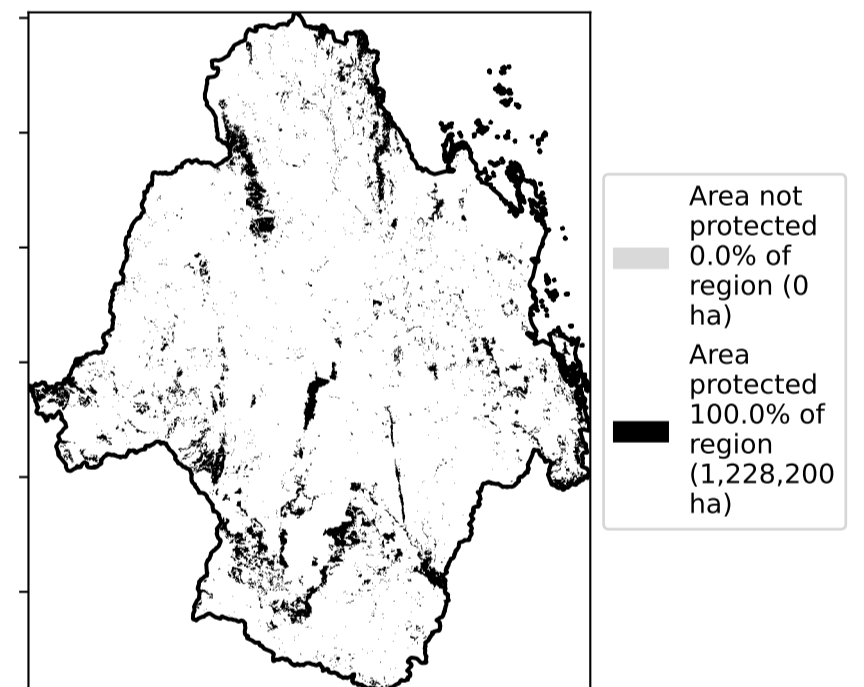 Area not
protected
0.0% of
region (0
ha)
Area
protected
100.0% of
region
(1,228,200
ha)